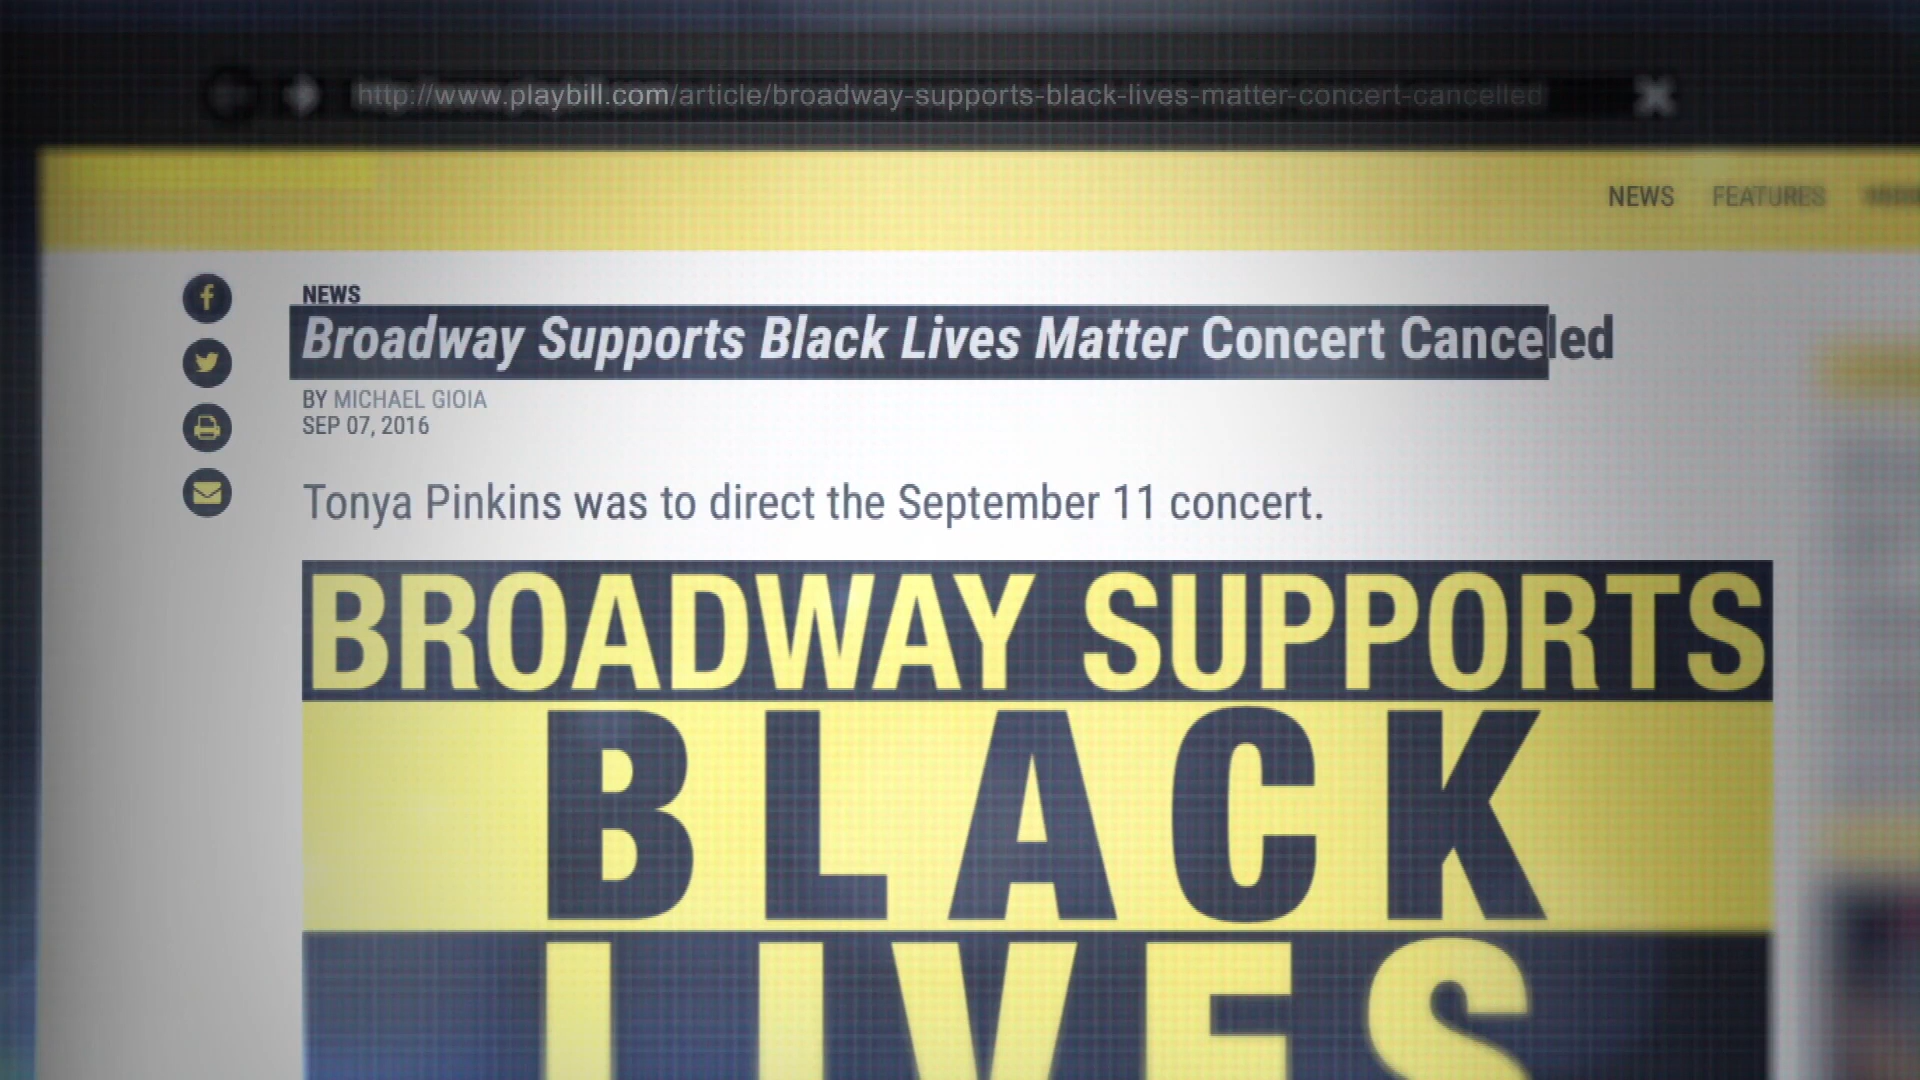 http://www.playbill.com/article/broadway-supports-black-lives-matter-concert-cancelled
NEWS FEATURES
NEWS
Broadway Supports Black Lives Matter Concert Canceled
BY MICHAEL GIOIA
SEP 07, 2016
Tonya Pinkins was to direct the September 11 concert.
BROADWAY SUPPORTS
BLACK
LIVES